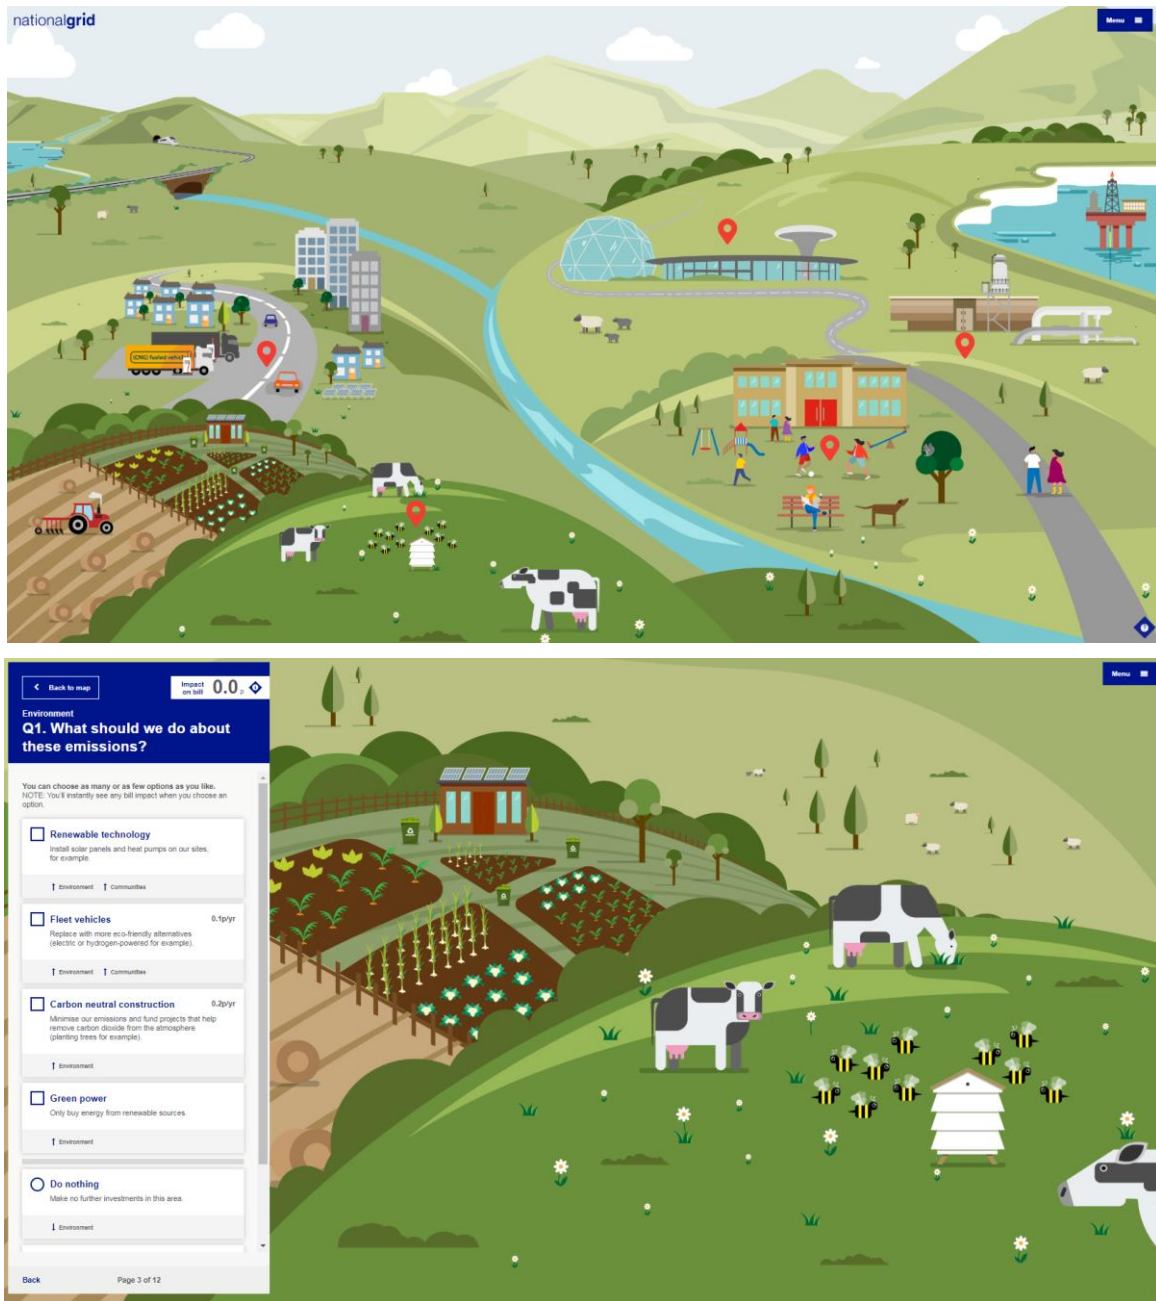 nationalgrid
Menu
(CNG) fuelled vehicle
Menu
Back to map
Impact
on bill
0.0p
Environment
Q1. What should we do about
these emissions?
You can choose as many or as few options as you like.
NOTE: You'll instantly see any bill impact when you choose an
option.
Renewable technology
Install solar panels and heat pumps on our sites,
for example.
Environment Communities
Fleet vehicles 0.1p/yr
Replace with more eco-friendly alternatives
(electric or hydrogen-powered for example).
Environment Communities
Carbon neutral construction 0.2p/yr
Minimise our emissions and fund projects that help
remove carbon dioxide from the atmosphere
(planting trees for example).
Environment
Green power
Only buy energy from renewable sources.
Environment
Do nothing
Make no further investments in this area.
Environment
Back Page 3 of 12